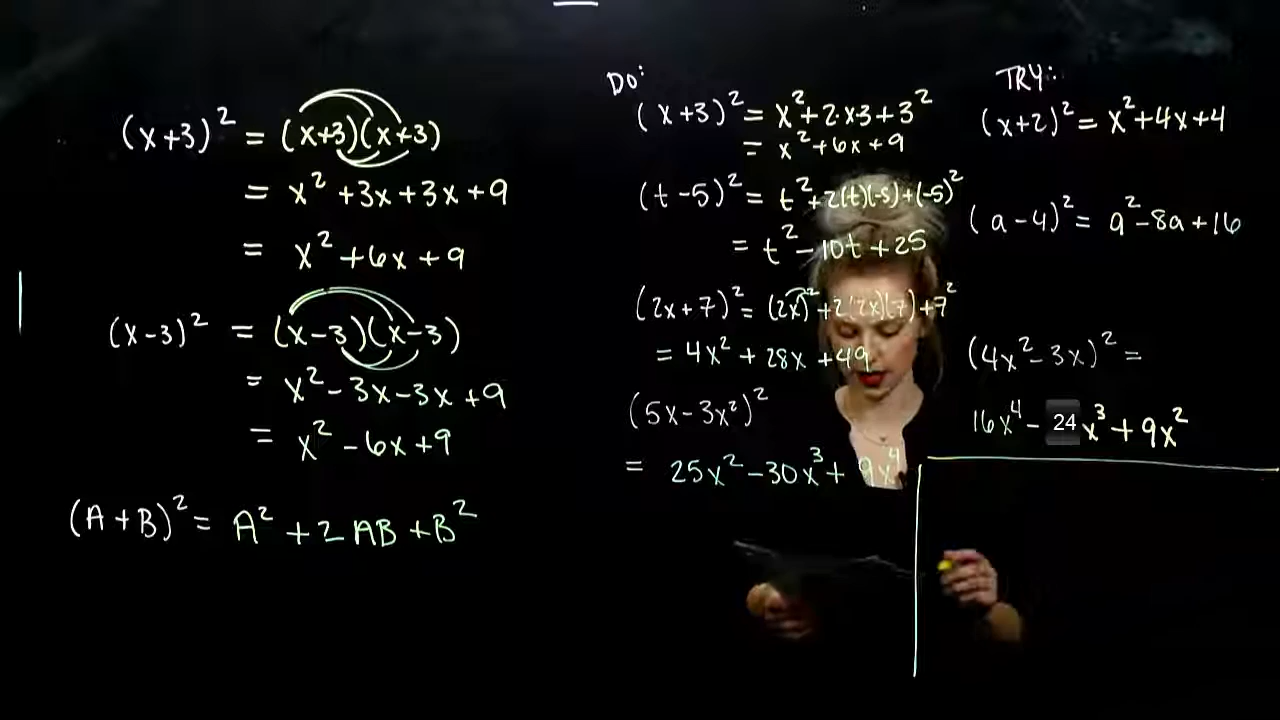 (x+3)² = (x+3)(x+3)
= x² + 3x + 3x + 9
= x² + 6x + 9
(x-3)² = (x-3)(x-3)
= x² - 3x - 3x + 9
= x² - 6x + 9
(A+B)² = A² + 2AB + B²
DO:
(x+3)² = x² + 2·x·3 + 3²
= x² + 6x + 9
(t-5)² = t² + 2(t)(-5) + (-5)²
= t² - 10t + 25
(2x+7)² = (2x)² + 2(2x)(7) + 7²
= 4x² + 28x + 49
(5x-3x²)²
= 25x² - 30x³ + 9x⁴
TRY:
(x+2)² = x² + 4x + 4
(a-4)² = a² - 8a + 16
(4x² - 3x)² =
16x⁴ - 24x³ + 9x²